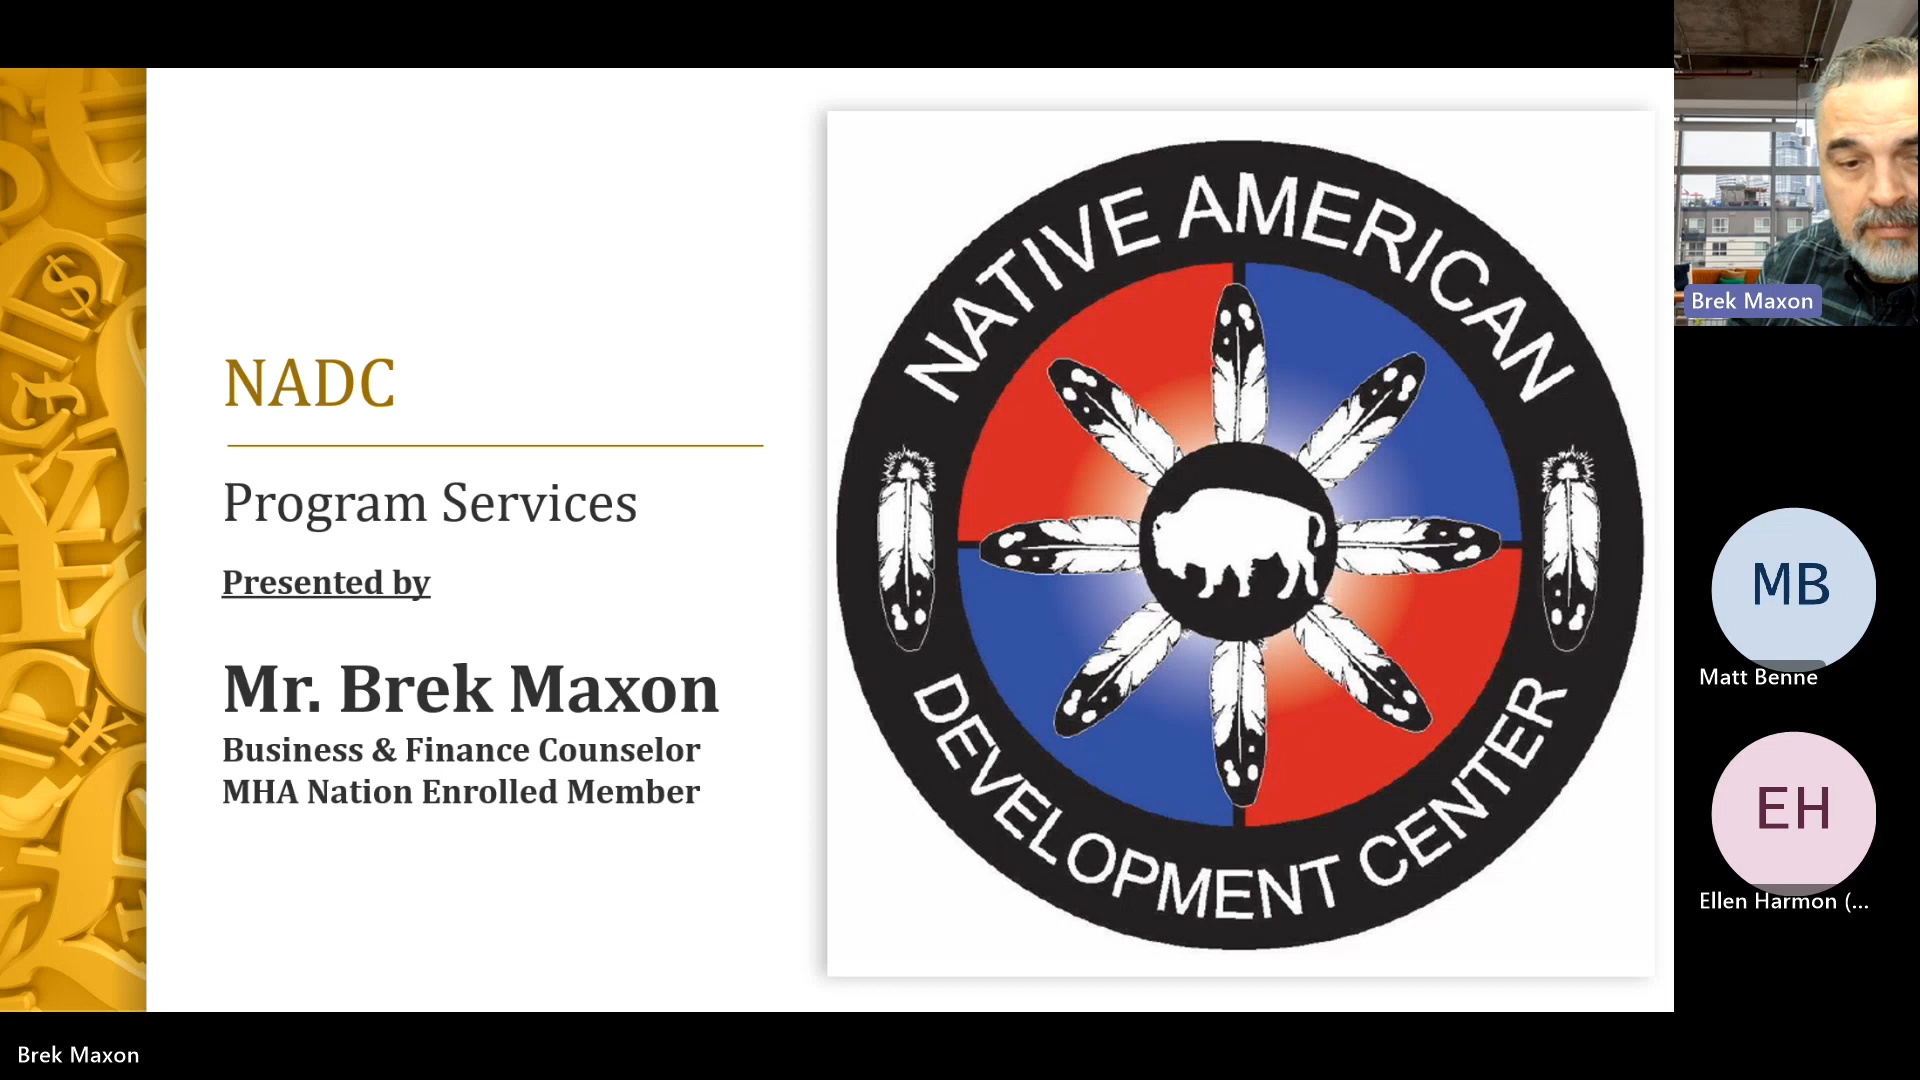 NADC
Program Services
Presented by
Mr. Brek Maxon
Business & Finance Counselor
MHA Nation Enrolled Member
NATIVE AMERICAN
DEVELOPMENT CENTER
Brek Maxon
MB
Matt Benne
EH
Ellen Harmon (...
Brek Maxon